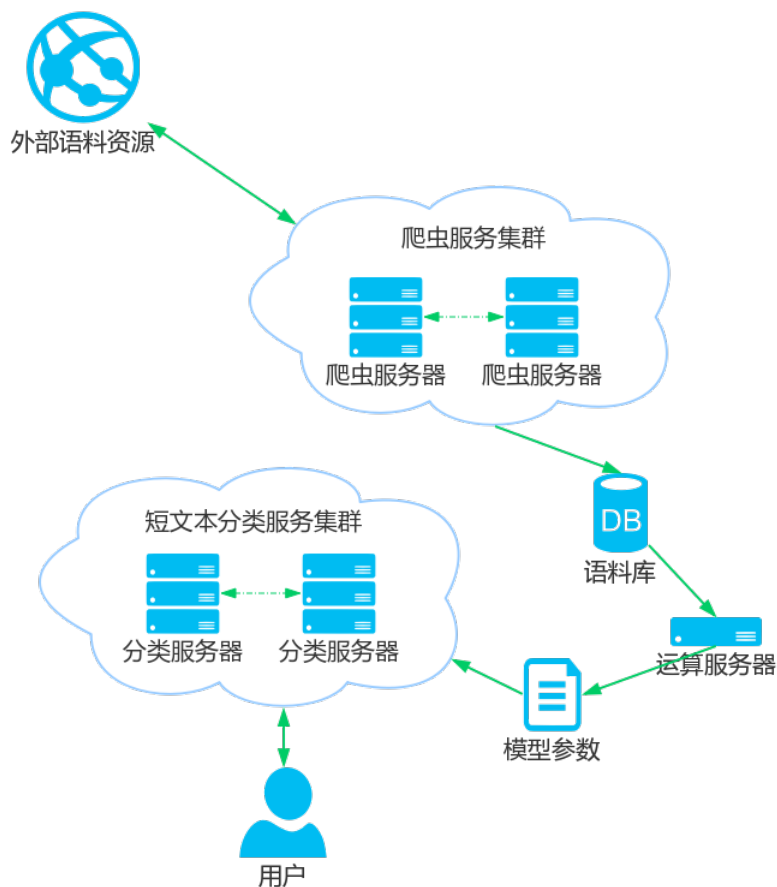 外部语料资源
爬虫服务集群
爬虫服务器
爬虫服务器
DB
语料库
短文本分类服务集群
分类服务器
分类服务器
运算服务器
模型参数
用户